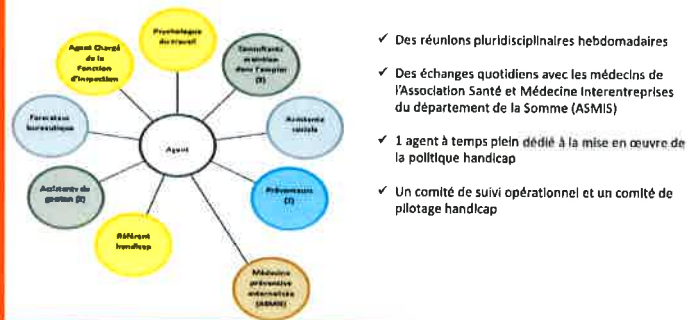 Psychologue
du travail
Agent Chargé
de la
Fonction
d'Inspection
Consultants
maintien
dans l'emploi
Formateur
bureautique
Assistante
sociale
Agent
Assistante de
gestion (2)
Préventeurs
(2)
Référent
handicap
Médecine
préventive
externalisée
(ASMIS)
✓ Des réunions pluridisciplinaires hebdomadaires
✓ Des échanges quotidiens avec les médecins de
l'Association Santé et Médecine Interentreprises
du département de la Somme (ASMIS)
✓ 1 agent à temps plein dédié à la mise en œuvre de
la politique handicap
✓ Un comité de suivi opérationnel et un comité de
pilotage handicap